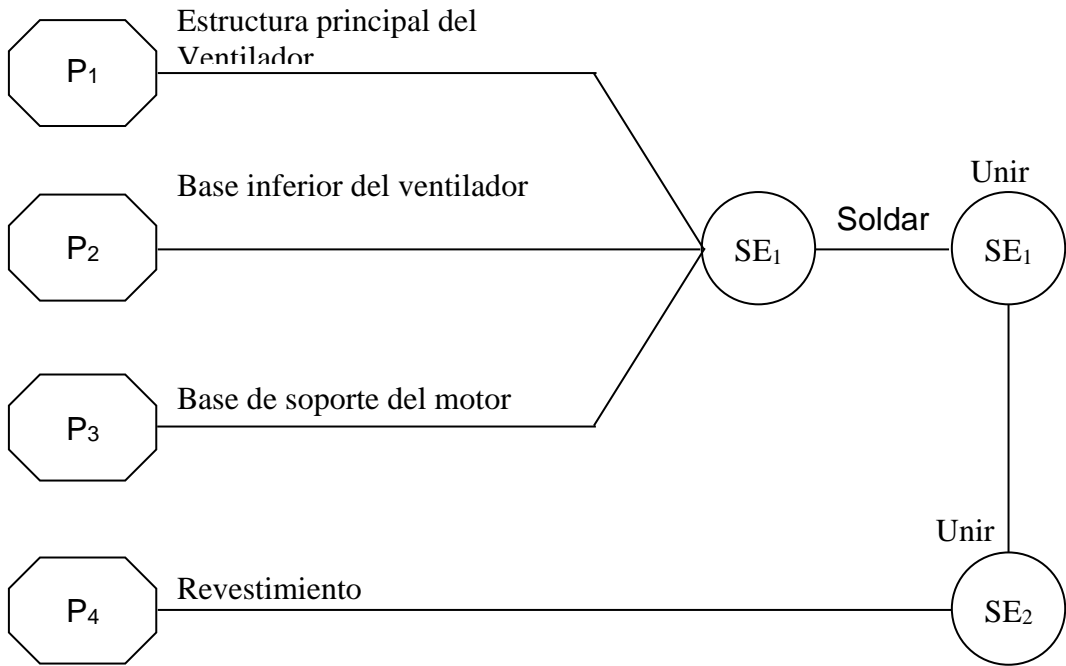 Estructura principal del
Ventilador
P1
Base inferior del ventilador
P2
Unir
SE1
Soldar
SE1
Base de soporte del motor
P3
Unir
Revestimiento
P4
SE2